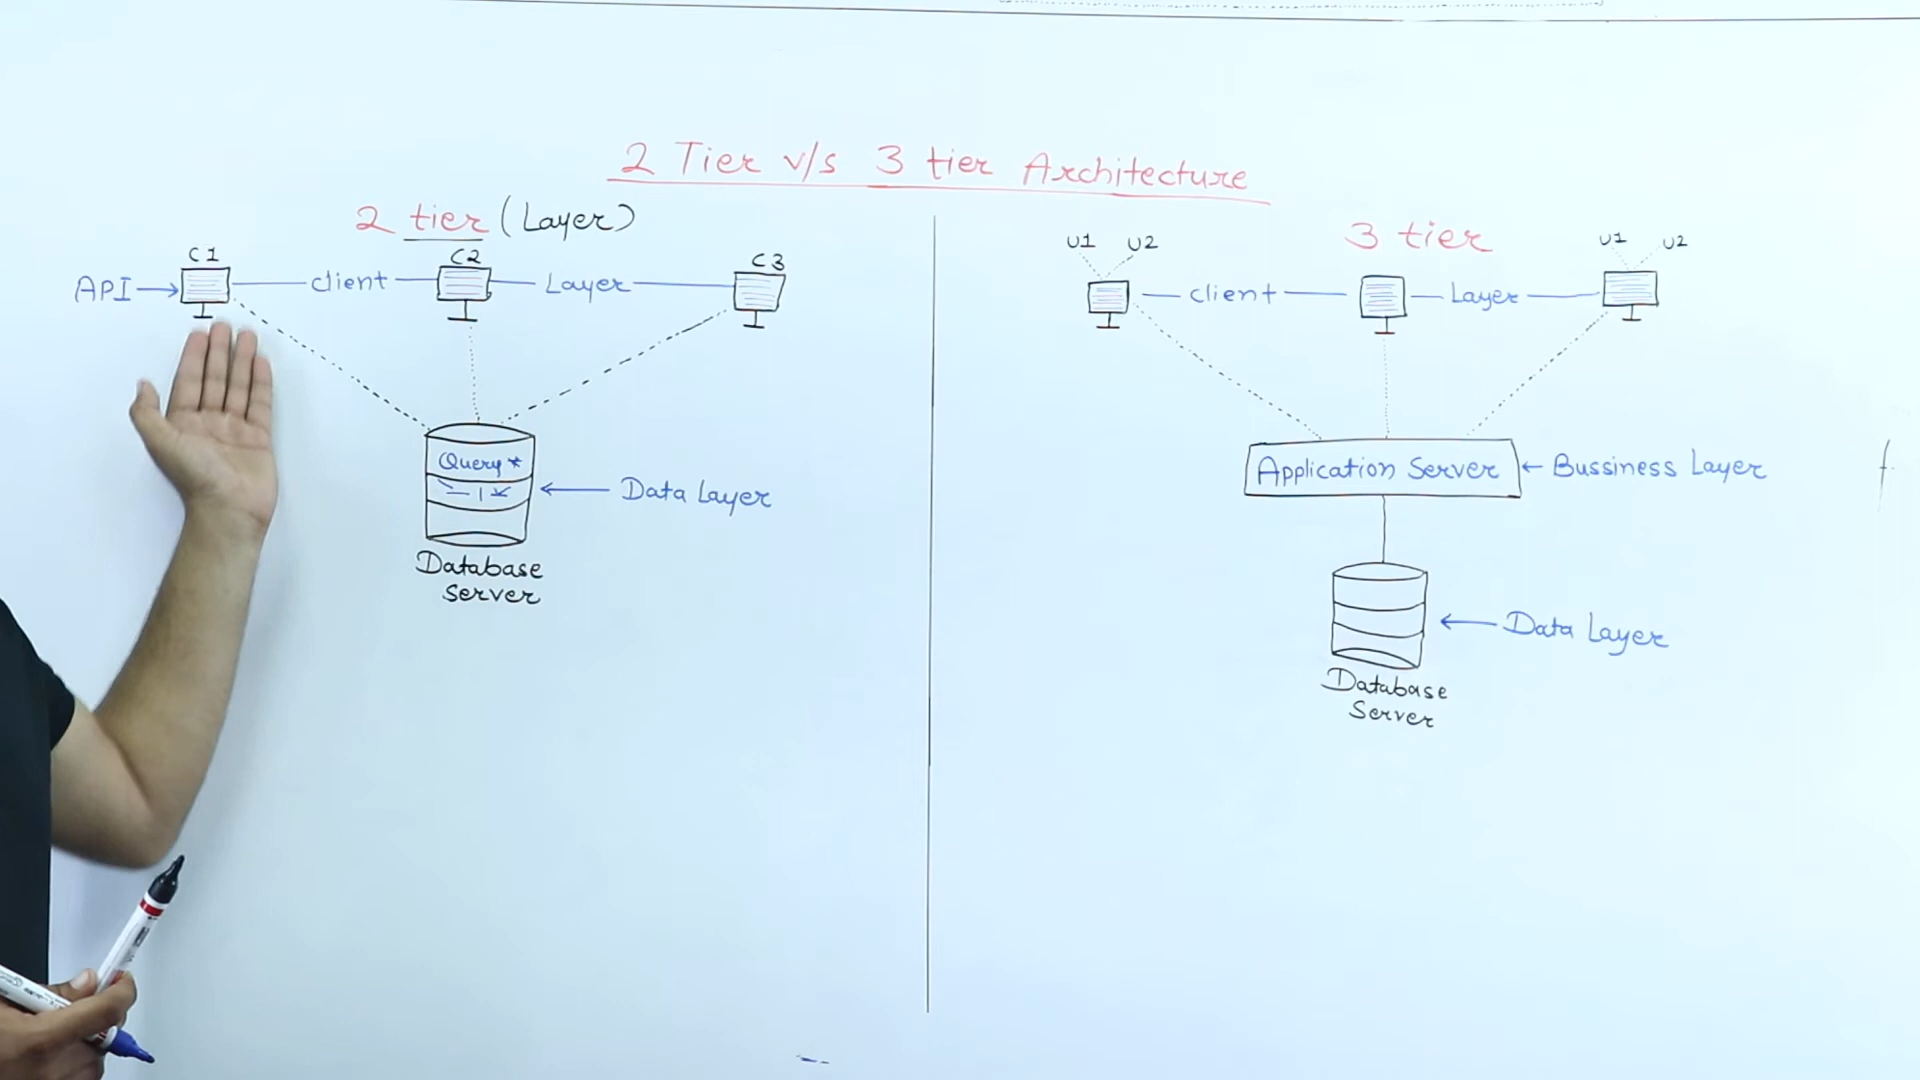 2 Tier v/s 3 tier Architecture
2 tier (Layer)
C1
C2
C3
API
client
Layer
Query *
Data Layer
Database
Server
3 tier
U1 U2
U1 U2
client
Layer
Application Server
Bussiness Layer
Data Layer
Database
Server